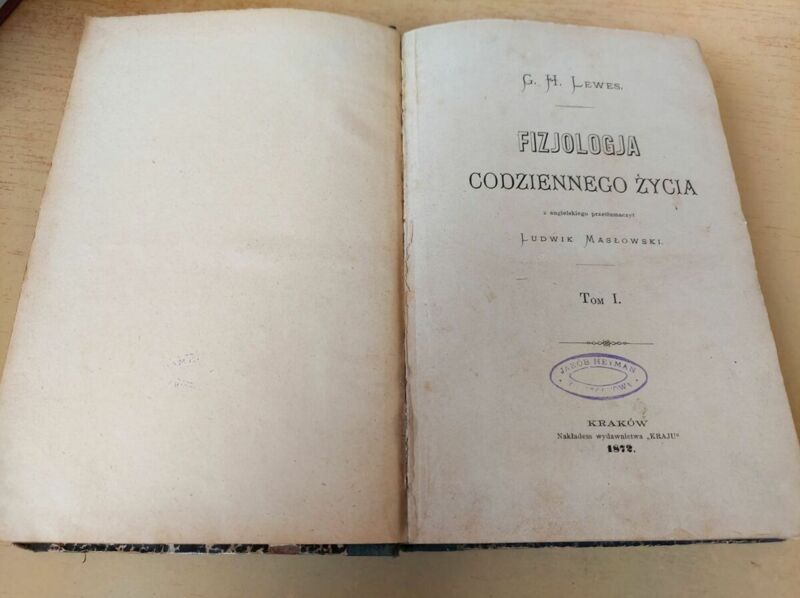 G. H. Lewes.
FIZJOLOGJA
CODZIENNEGO ŻYCIA
z angielskiego przetłumaczył
Ludwik Masłowski.
Tom I.
JAKÓB HEYMAN
KRAKÓW
Nakładem wydawnictwa „KRAJU“
1872.